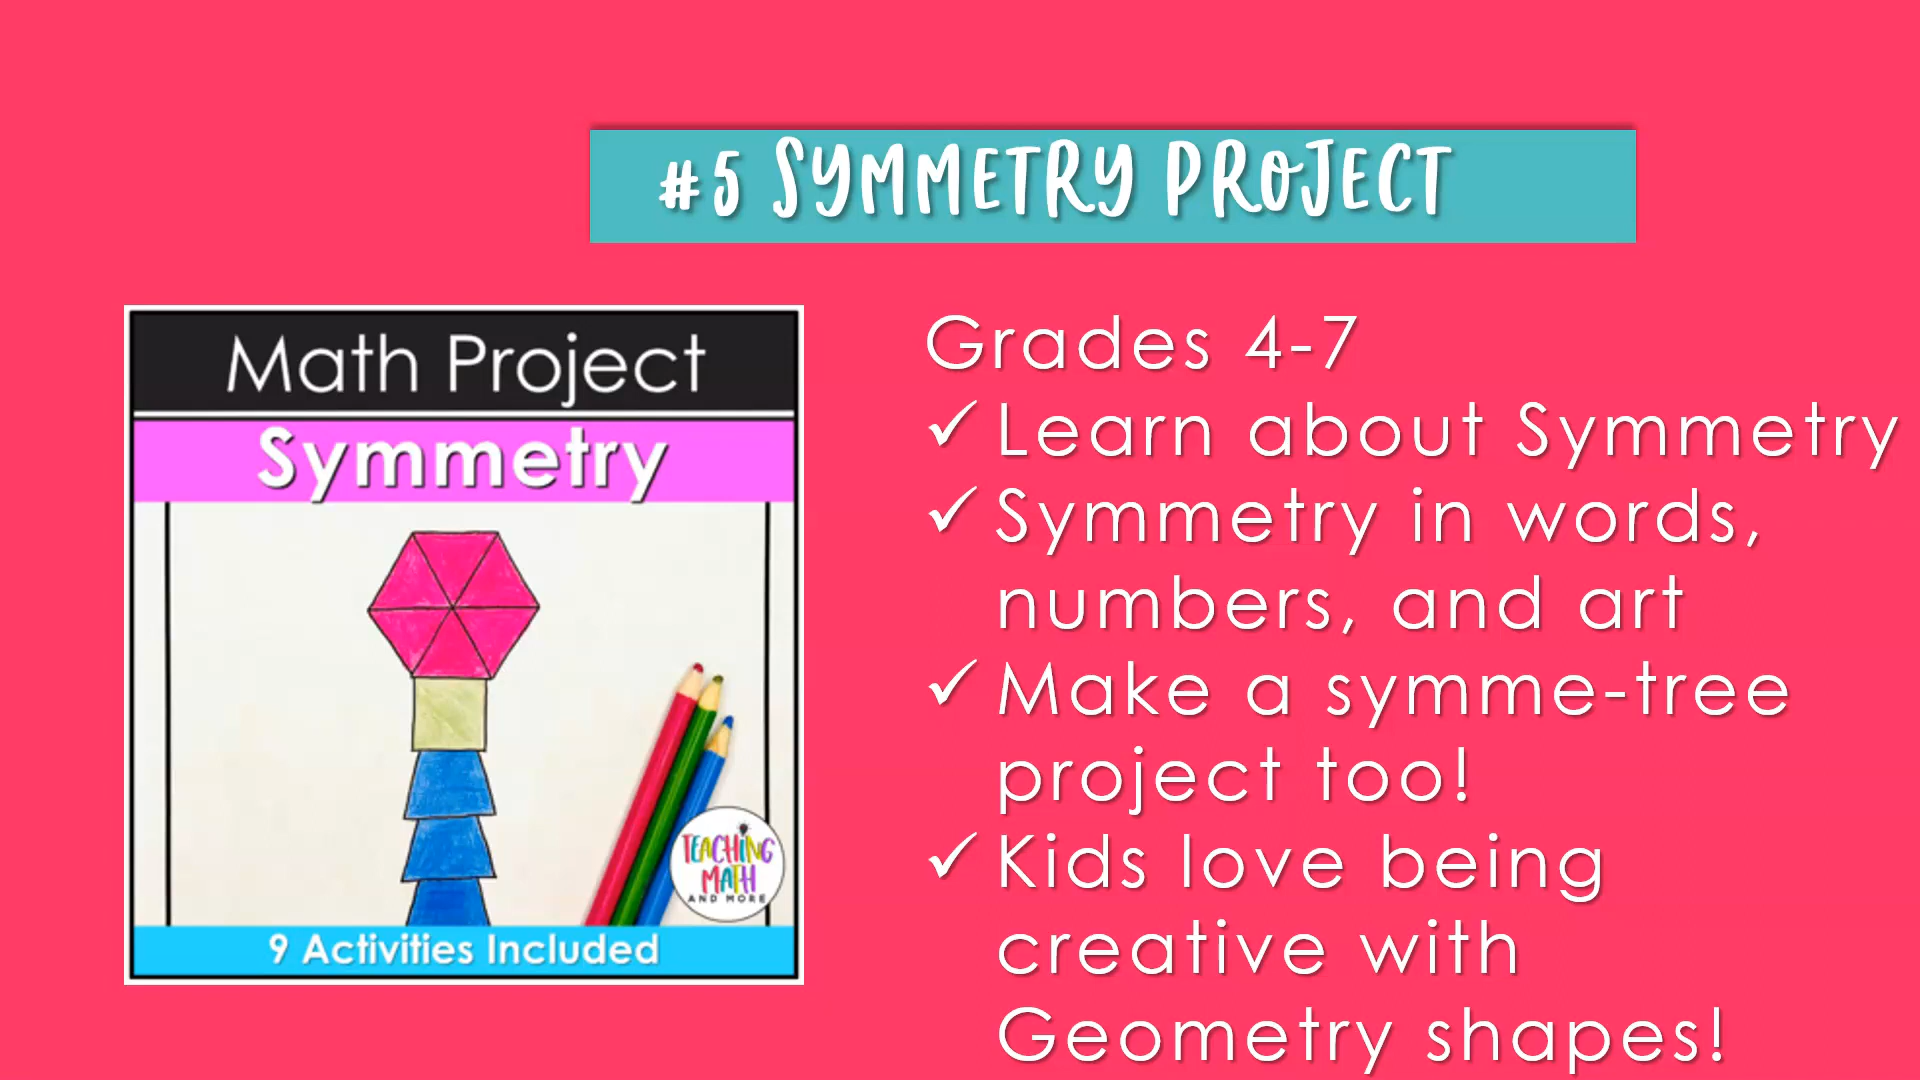 #5 SYMMETRY PROJECT
Math Project
Symmetry
TEACHING
MATH
AND MORE
9 Activities Included
Grades 4-7
✓ Learn about Symmetry
✓ Symmetry in words,
numbers, and art
✓ Make a symme-tree
project too!
✓ Kids love being
creative with
Geometry shapes!